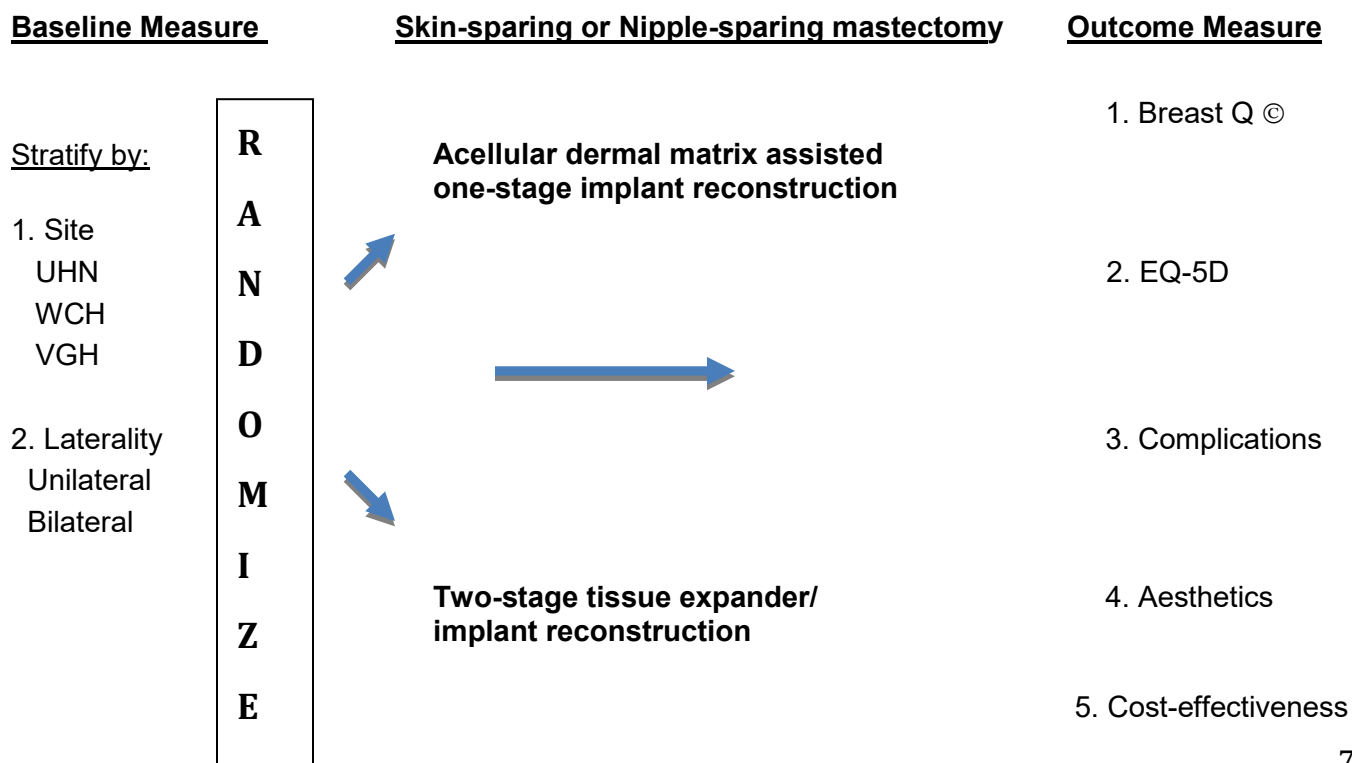 Baseline Measure
Skin-sparing or Nipple-sparing mastectomy
Outcome Measure
Stratify by:
1. Site
UHN
WCH
VGH
2. Laterality
Unilateral
Bilateral
R
A
N
D
O
M
I
Z
E
Acellular dermal matrix assisted
one-stage implant reconstruction
Two-stage tissue expander/
implant reconstruction
1. Breast Q ©
2. EQ-5D
3. Complications
4. Aesthetics
5. Cost-effectiveness
7